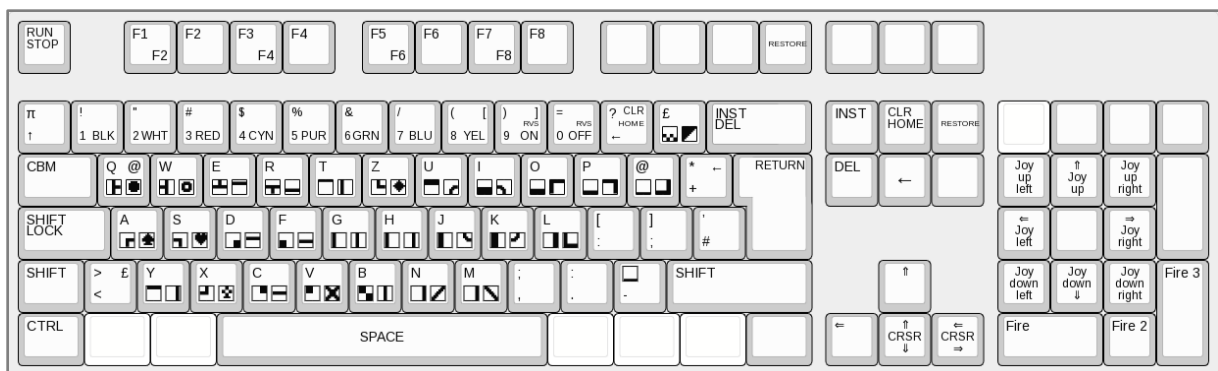 RUN
STOP
F1
F2
F2
F3
F4
F4
F5
F6
F6
F7
F8
F8
RESTORE
π
↑
!
1 BLK
"
2 WHT
#
3 RED
$
4 CYN
%
5 PUR
&
6 GRN
/
7 BLU
( [
8 YEL
) ]
RVS
9 ON
=
RVS
0 OFF
? CLR
HOME
←
£
INST
DEL
INST
CLR
HOME
RESTORE
CBM
Q @
W
E
R
T
Z
U
I
O
P
@
* ←
+
RETURN
DEL
←
Joy
up
left
⇑
Joy
up
Joy
up
right
SHIFT
LOCK
A
S
D
F
G
H
J
K
L
[
:
]
;
'
#
⇐
Joy
left
⇒
Joy
right
SHIFT
> £
<
Y
X
C
V
B
N
M
;
,
:
.
-
SHIFT
⇑
Joy
down
left
Joy
down
⇓
Joy
down
right
Fire 3
CTRL
SPACE
⇐
⇑
CRSR
⇓
⇐
CRSR
⇒
Fire
Fire 2